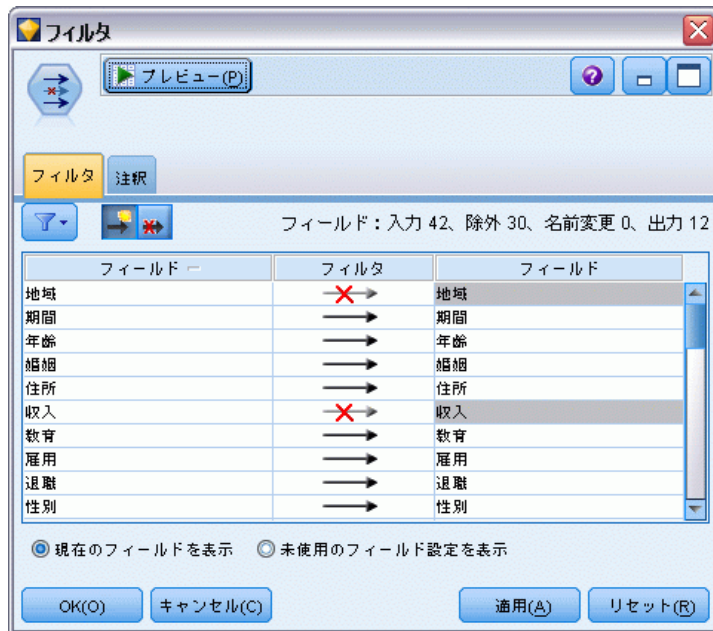 フィルタ
プレビュー(P)
フィルタ 注釈
フィールド：入力 42、除外 30、名前変更 0、出力 12
フィールド フィルタ フィールド
地域 地域
期間 期間
年齢 年齢
婚姻 婚姻
住所 住所
収入 収入
教育 教育
雇用 雇用
退職 退職
性別 性別
現在のフィールドを表示 未使用のフィールド設定を表示
OK(O) キャンセル(C) 適用(A) リセット(R)